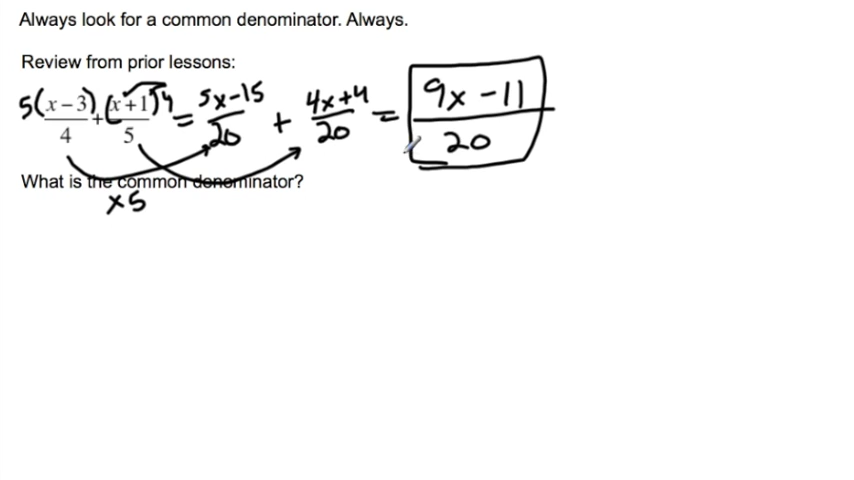 Always look for a common denominator. Always.
Review from prior lessons:
5(x-3)/4 + (x+1)4/5 = 5x-15/20 + 4x+4/20 = 9x-11/20
What is the common denominator?
x5